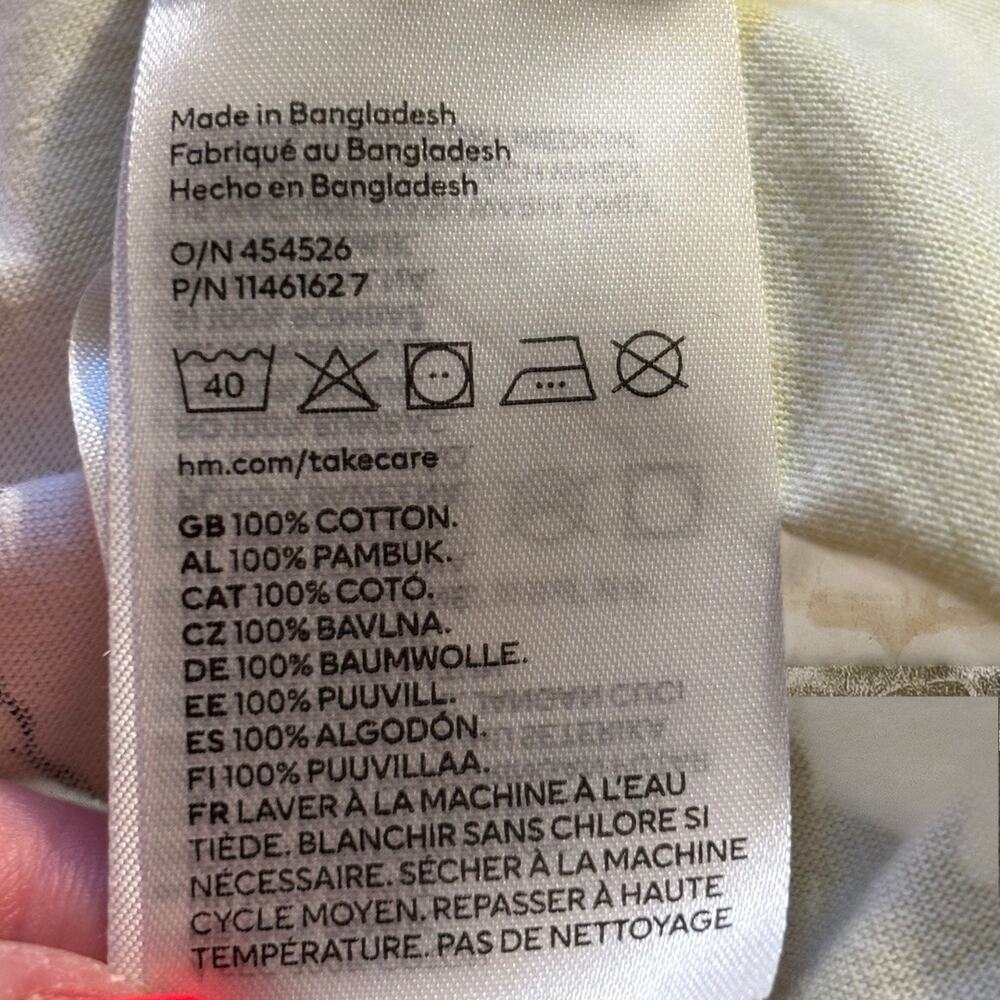 Made in Bangladesh
Fabriqué au Bangladesh
Hecho en Bangladesh
O/N 454526
P/N 11461627
40
hm.com/takecare
GB 100% COTTON.
AL 100% PAMBUK.
CAT 100% COTÓ.
CZ 100% BAVLNA.
DE 100% BAUMWOLLE.
EE 100% PUUVILL.
ES 100% ALGODÓN.
FI 100% PUUVILLAA.
FR LAVER À LA MACHINE À L'EAU
TIÈDE. BLANCHIR SANS CHLORE SI
NÉCESSAIRE. SÉCHER À LA MACHINE
CYCLE MOYEN. REPASSER À HAUTE
TEMPÉRATURE. PAS DE NETTOYAGE